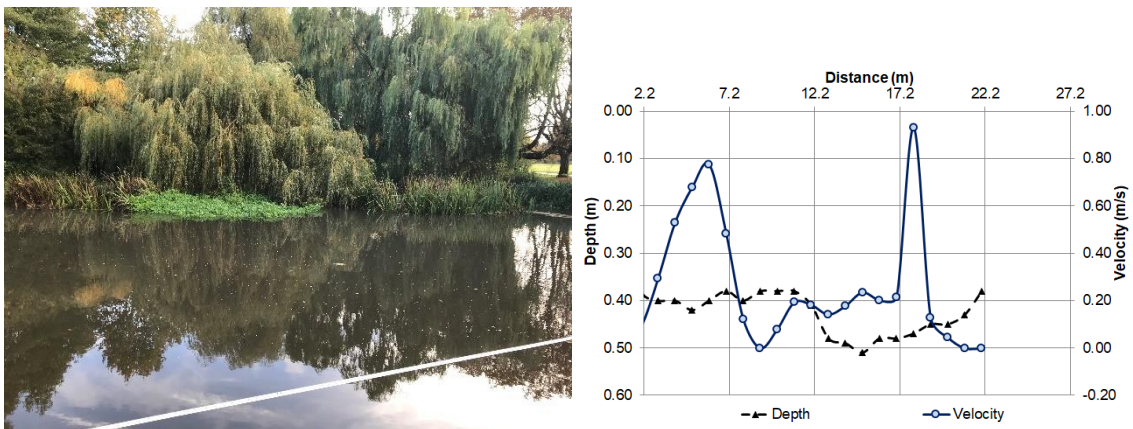 Distance (m)
2.2 7.2 12.2 17.2 22.2 27.2
0.00 1.00
0.10 0.80
0.20 0.60
0.30 0.40
0.40 0.20
0.50 0.00
0.60 -0.20
Depth (m)
Velocity (m/s)
Depth Velocity